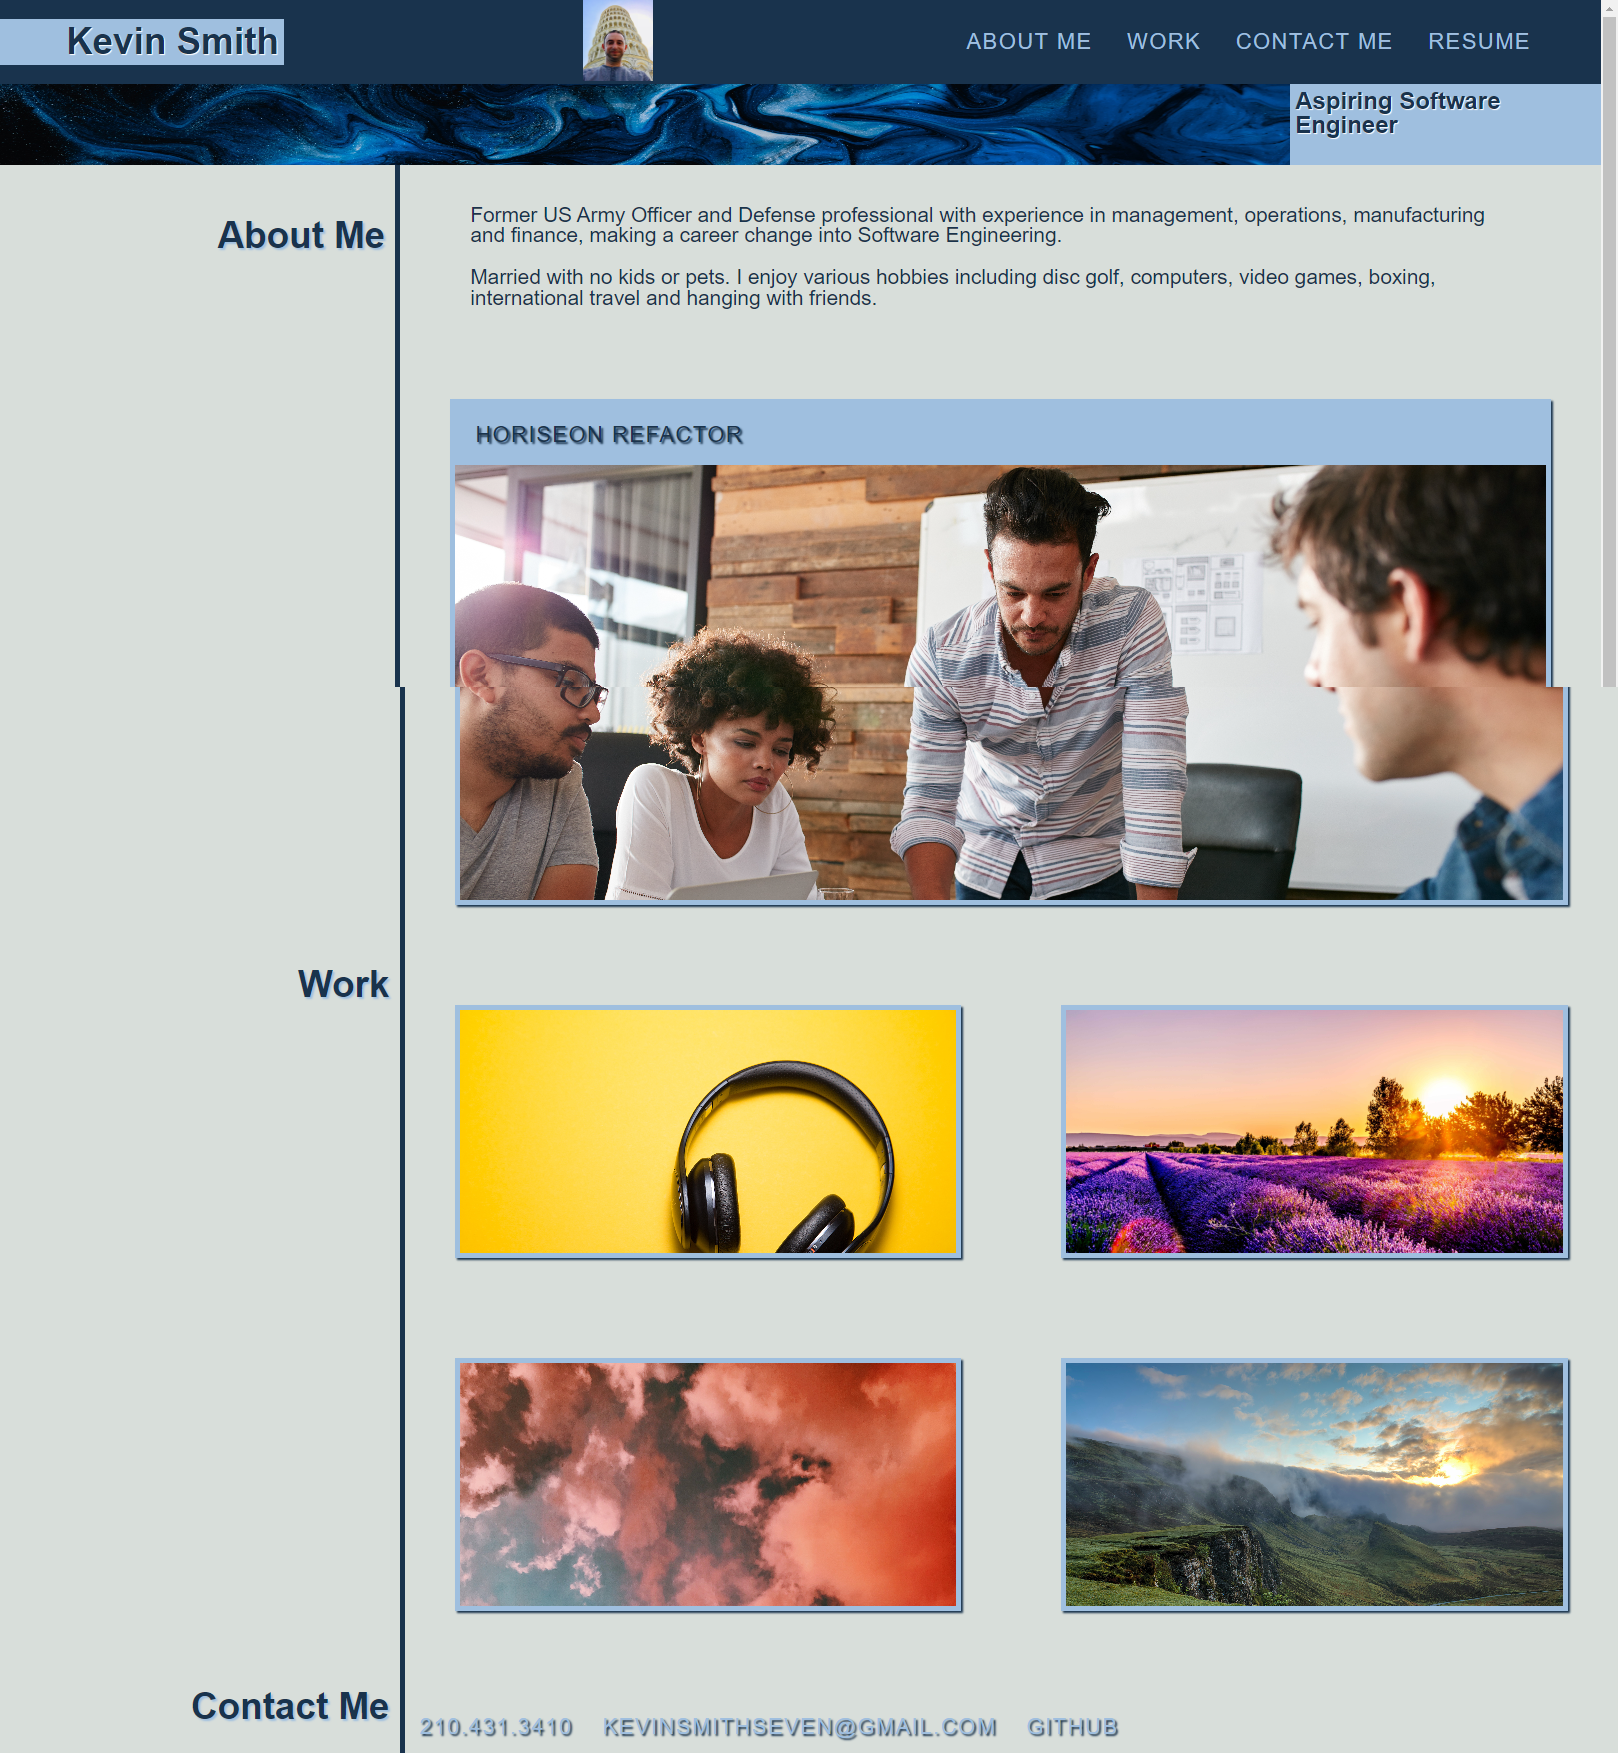 Kevin Smith
ABOUT ME WORK CONTACT ME RESUME
Aspiring Software
Engineer
About Me
Former US Army Officer and Defense professional with experience in management, operations, manufacturing
and finance, making a career change into Software Engineering.
Married with no kids or pets. I enjoy various hobbies including disc golf, computers, video games, boxing,
international travel and hanging with friends.
HORISEON REFACTOR
Work
Contact Me
210.431.3410 KEVINSMITHSEVEN@GMAIL.COM GITHUB